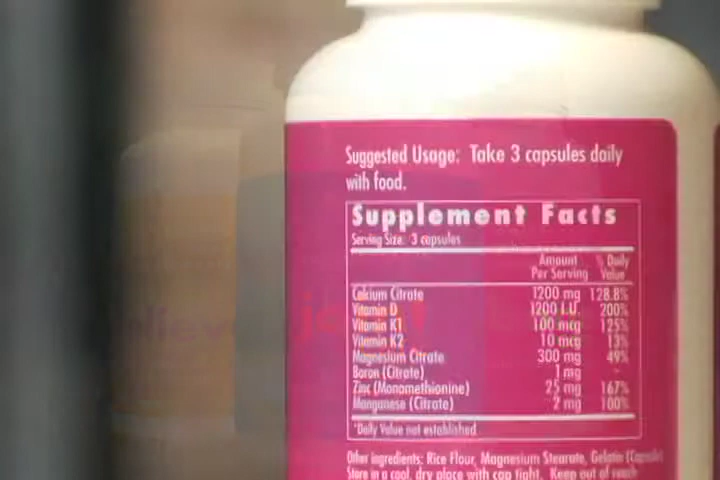 Suggested Usage: Take 3 capsules daily
with food.
Supplement Facts
Serving Size: 3 capsules
Amount Per Serving % Daily Value
Calcium Citrate 1200 mg 128.8%
Vitamin D 1200 I.U. 200%
Vitamin K1 100 mcg 125%
Vitamin K2 10 mcg 13%
Magnesium Citrate 300 mg 49%
Boron (Citrate) 1 mg
Zinc (Monomethionine) 25 mg 167%
Manganese (Citrate) 2 mg 100%
*Daily Value not established
Other ingredients: Rice Flour, Magnesium Stearate, Gelatin (Capsule)
Store in a cool, dry place with cap tight. Keep out of reach